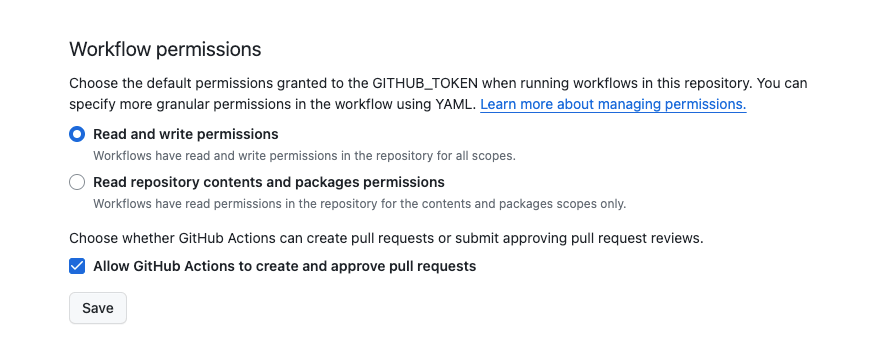 Workflow permissions
Choose the default permissions granted to the GITHUB_TOKEN when running workflows in this repository. You can
specify more granular permissions in the workflow using YAML. Learn more about managing permissions.
Read and write permissions
Workflows have read and write permissions in the repository for all scopes.
Read repository contents and packages permissions
Workflows have read permissions in the repository for the contents and packages scopes only.
Choose whether GitHub Actions can create pull requests or submit approving pull request reviews.
Allow GitHub Actions to create and approve pull requests
Save